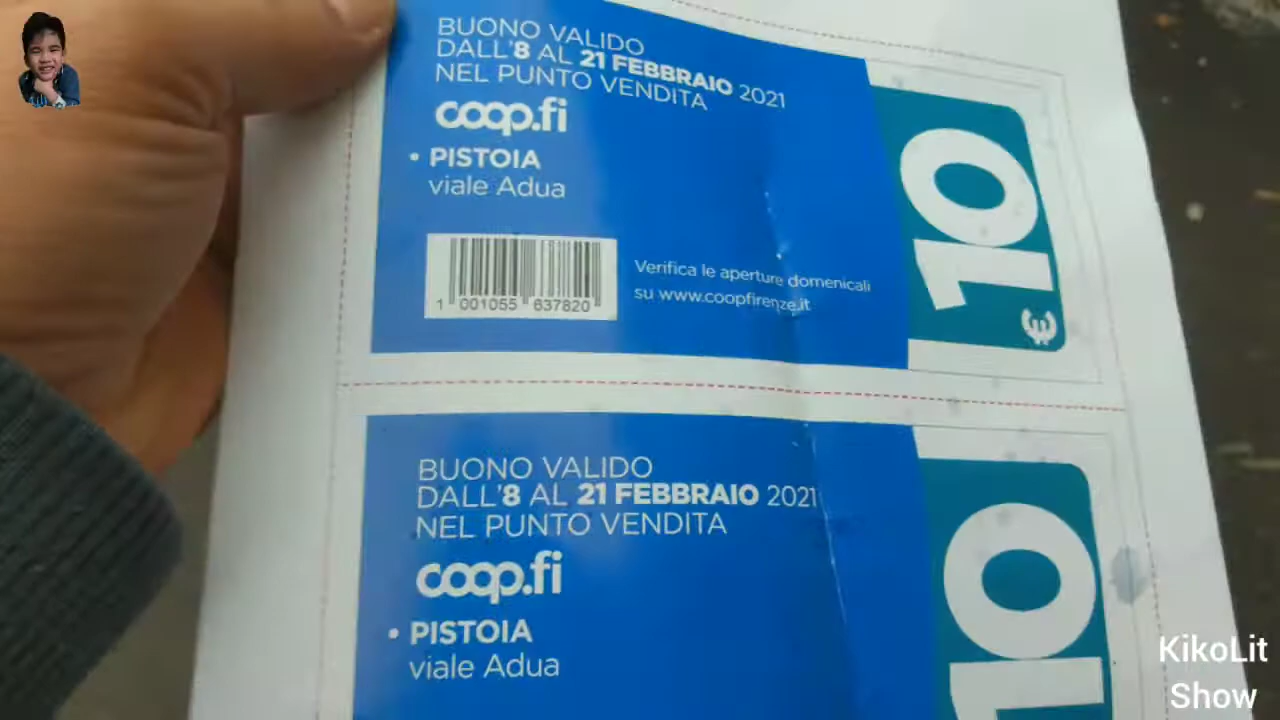 BUONO VALIDO
DALL'8 AL 21 FEBBRAIO 2021
NEL PUNTO VENDITA
coop.fi
• PISTOIA
viale Adua
1 001055 637820
Verifica le aperture domenicali
su www.coopfirenze.it
€ 10
BUONO VALIDO
DALL'8 AL 21 FEBBRAIO 2021
NEL PUNTO VENDITA
coop.fi
• PISTOIA
viale Adua
10
KikoLit
Show